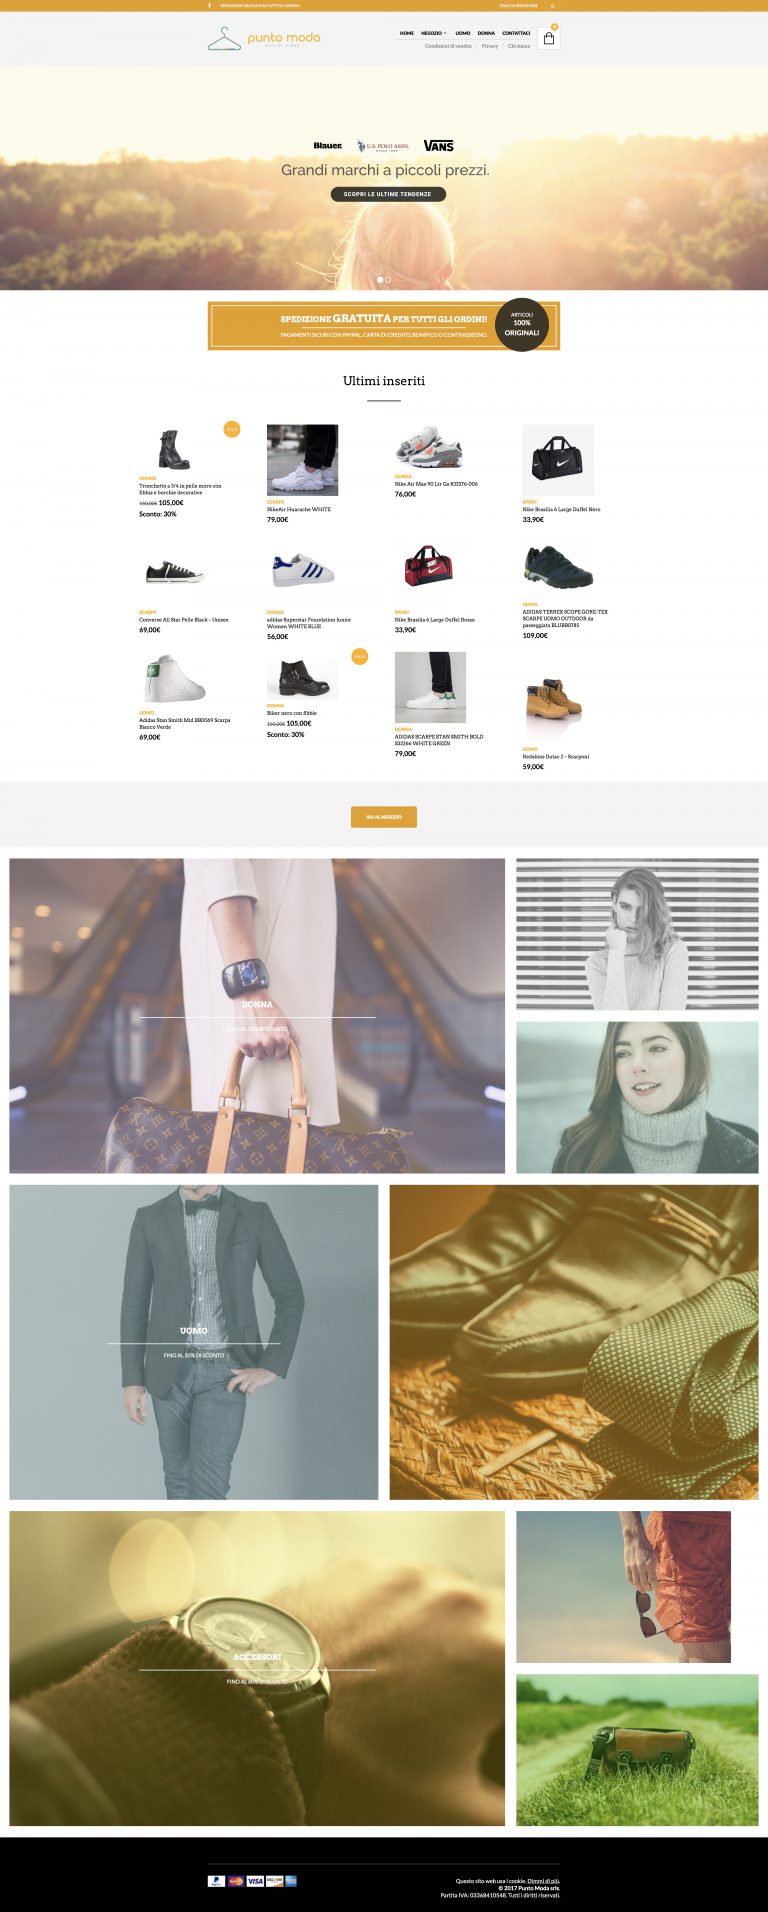 SPEDIZIONE GRATUITA SU TUTTI GLI ORDINI
TRACCIA SPEDIZIONE
punto moda
HOME NEGOZIO UOMO DONNA CONTATTACI
0
Condizioni di vendita Privacy Chi siamo
Blauer. U.S. POLO ASSN. VANS
Grandi marchi a piccoli prezzi.
SCOPRI LE ULTIME TENDENZE
SPEDIZIONE GRATUITA PER TUTTI GLI ORDINI!
PAGAMENTI SICURI CON PAYPAL, CARTA DI CREDITO, BONIFICO O CONTRASSEGNO.
ARTICOLI
100%
ORIGINALI
Ultimi inseriti
DONNA
Tronchetto a 3/4 in pelle moro con
fibbia e borchie decorative
150,00€ 105,00€
Sconto: 30%
SCARPE
NikeAir Huarache WHITE
79,00€
DONNA
Nike Air Max 90 Ltr Gs 833376-006
76,00€
SPORT
Nike Brasilia 6 Large Duffel Nero
33,90€
SCARPE
Converse All Star Pelle Black – Unisex
69,00€
DONNA
adidas Superstar Foundation Junior
Women WHITE BLUE
56,00€
SPORT
Nike Brasilia 6 Large Duffel Rosso
33,90€
UOMO
ADIDAS TERREX SCOPE GORE-TEX
SCARPE UOMO OUTDOOR da
passeggiata BLUBB0785
109,00€
UOMO
Adidas Stan Smith Mid BB0069 Scarpa
Bianco Verde
69,00€
DONNA
Biker nero con fibbie
150,00€ 105,00€
Sconto: 30%
DONNA
ADIDAS SCARPE STAN SMITH BOLD
S32266 WHITE GREEN
79,00€
UOMO
Redskins Dutac 2 – Scarponi
59,00€
VAI AL NEGOZIO
DONNA
FINO AL 50% DI SCONTO
UOMO
FINO AL 50% DI SCONTO
ACCESSORI
FINO AL 60% DI SCONTO
PayPal VISA
Questo sito web usa i cookie. Dimmi di più.
© 2017 Punto Moda srls.
Partita IVA: 03368410548. Tutti i diritti riservati.